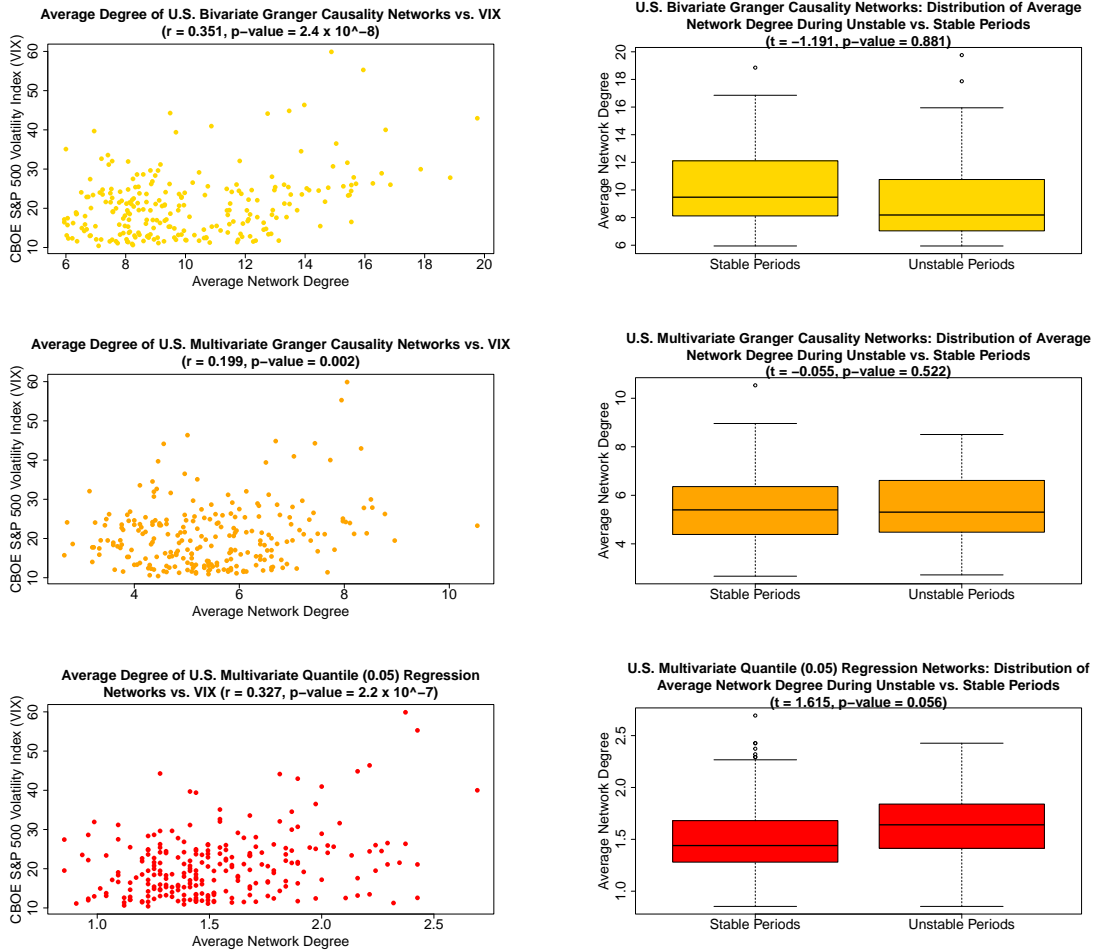 Average Degree of U.S. Bivariate Granger Causality Networks vs. VIX
(r = 0.351, p−value = 2.4 x 10^−8)
CBOE S&P 500 Volatility Index (VIX)
60
50
40
30
20
10
6 8 10 12 14 16 18 20
Average Network Degree
U.S. Bivariate Granger Causality Networks: Distribution of Average
Network Degree During Unstable vs. Stable Periods
(t = −1.191, p−value = 0.881)
Average Network Degree
20
18
16
14
12
10
8
6
Stable Periods Unstable Periods
Average Degree of U.S. Multivariate Granger Causality Networks vs. VIX
(r = 0.199, p−value = 0.002)
CBOE S&P 500 Volatility Index (VIX)
60
50
40
30
20
10
4 6 8 10
Average Network Degree
U.S. Multivariate Granger Causality Networks: Distribution of Average
Network Degree During Unstable vs. Stable Periods
(t = −0.055, p−value = 0.522)
Average Network Degree
10
8
6
4
Stable Periods Unstable Periods
Average Degree of U.S. Multivariate Quantile (0.05) Regression
Networks vs. VIX (r = 0.327, p−value = 2.2 x 10^−7)
CBOE S&P 500 Volatility Index (VIX)
60
50
40
30
20
10
1.0 1.5 2.0 2.5
Average Network Degree
U.S. Multivariate Quantile (0.05) Regression Networks: Distribution of
Average Network Degree During Unstable vs. Stable Periods
(t = 1.615, p−value = 0.056)
Average Network Degree
2.5
2.0
1.5
1.0
Stable Periods Unstable Periods